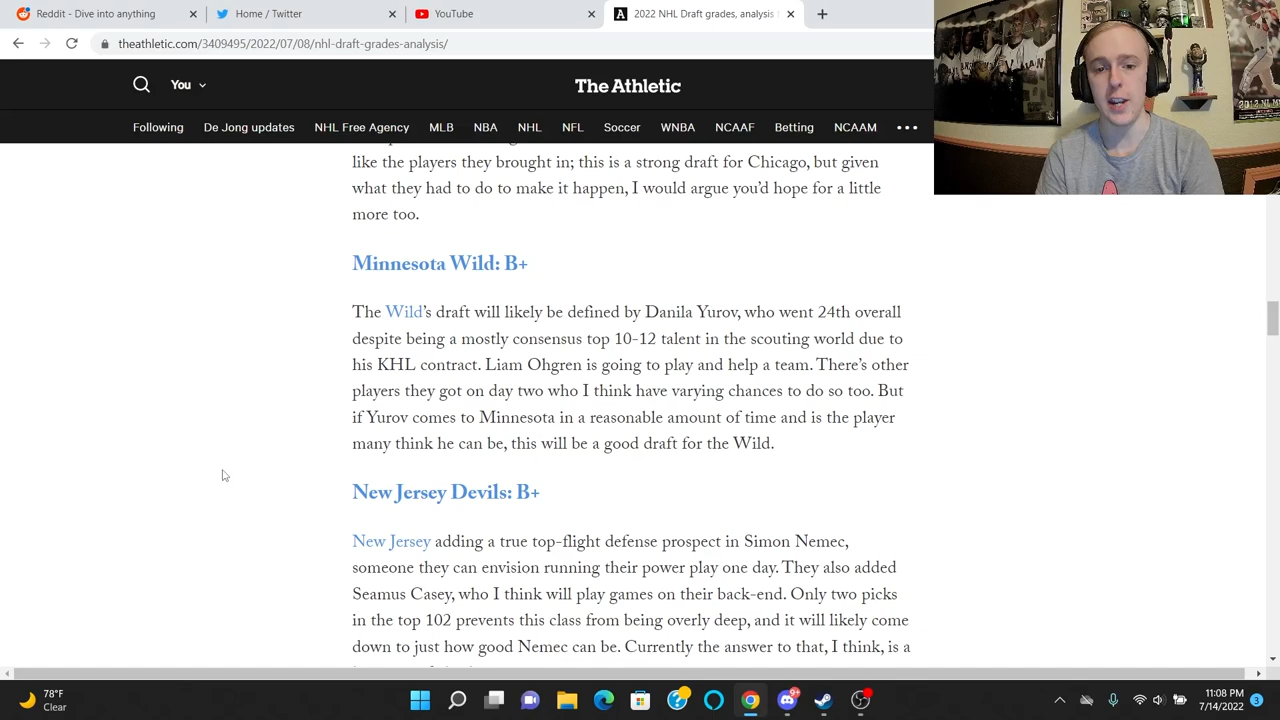 Reddit - Dive into anything
Home / Twitter
YouTube
2022 NHL Draft grades, analysis
theathletic.com/3409495/2022/07/08/nhl-draft-grades-analysis/
You
The Athletic
Following
De Jong updates
NHL Free Agency
MLB
NBA
NHL
NFL
Soccer
WNBA
NCAAF
Betting
NCAAM
like the players they brought in; this is a strong draft for Chicago, but given
what they had to do to make it happen, I would argue you'd hope for a little
more too.
Minnesota Wild: B+
The Wild's draft will likely be defined by Danila Yurov, who went 24th overall
despite being a mostly consensus top 10-12 talent in the scouting world due to
his KHL contract. Liam Ohgren is going to play and help a team. There's other
players they got on day two who I think have varying chances to do so too. But
if Yurov comes to Minnesota in a reasonable amount of time and is the player
many think he can be, this will be a good draft for the Wild.
New Jersey Devils: B+
New Jersey adding a true top-flight defense prospect in Simon Nemec,
someone they can envision running their power play one day. They also added
Seamus Casey, who I think will play games on their back-end. Only two picks
in the top 102 prevents this class from being overly deep, and it will likely come
down to just how good Nemec can be. Currently the answer to that, I think, is a
78°F
Clear
11:08 PM
7/14/2022
3